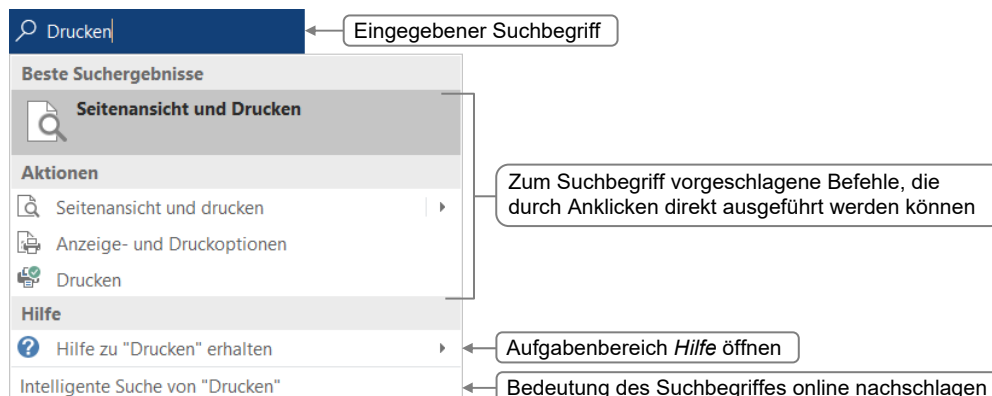 Drucken
Eingegebener Suchbegriff
Beste Suchergebnisse
Seitenansicht und Drucken
Aktionen
Seitenansicht und drucken
Anzeige- und Druckoptionen
Drucken
Zum Suchbegriff vorgeschlagene Befehle, die
durch Anklicken direkt ausgeführt werden können
Hilfe
Hilfe zu "Drucken" erhalten
Aufgabenbereich Hilfe öffnen
Intelligente Suche von "Drucken"
Bedeutung des Suchbegriffes online nachschlagen